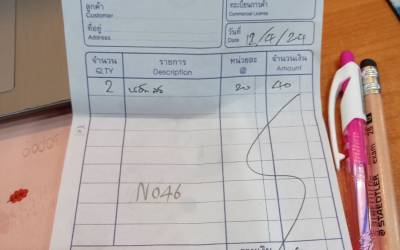 ลูกค้า ทะเบียนการค้า
Customer Commercial License
ที่อยู่ วันที่
Address Date 12/4/24
จำนวน รายการ หน่วยละ จำนวนเงิน
Q.TY Description @ Amount
2 20 40
N046
STAEDTLER exam 2B